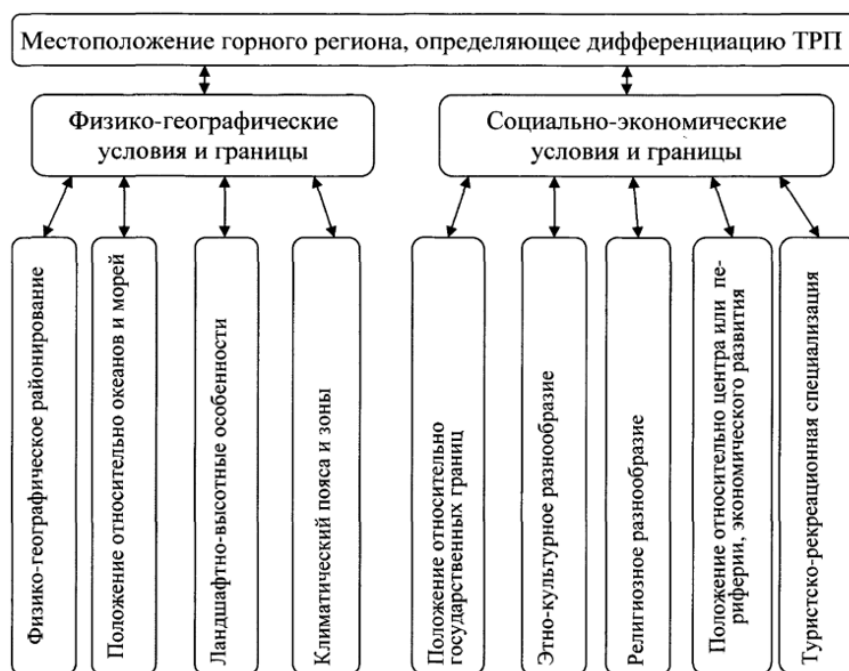 Местоположение горного региона, определяющее дифференциацию ТРП
Физико-географические
условия и границы
Социально-экономические
условия и границы
Физико-географическое районирование
Положение относительно океанов и морей
Ландшафтно-высотные особенности
Климатический пояса и зоны
Положение относительно
государственных границ
Этно-культурное разнообразие
Религиозное разнообразие
Положение относительно центра или пе-
риферии, экономического развития
Туристско-рекреационная специализация